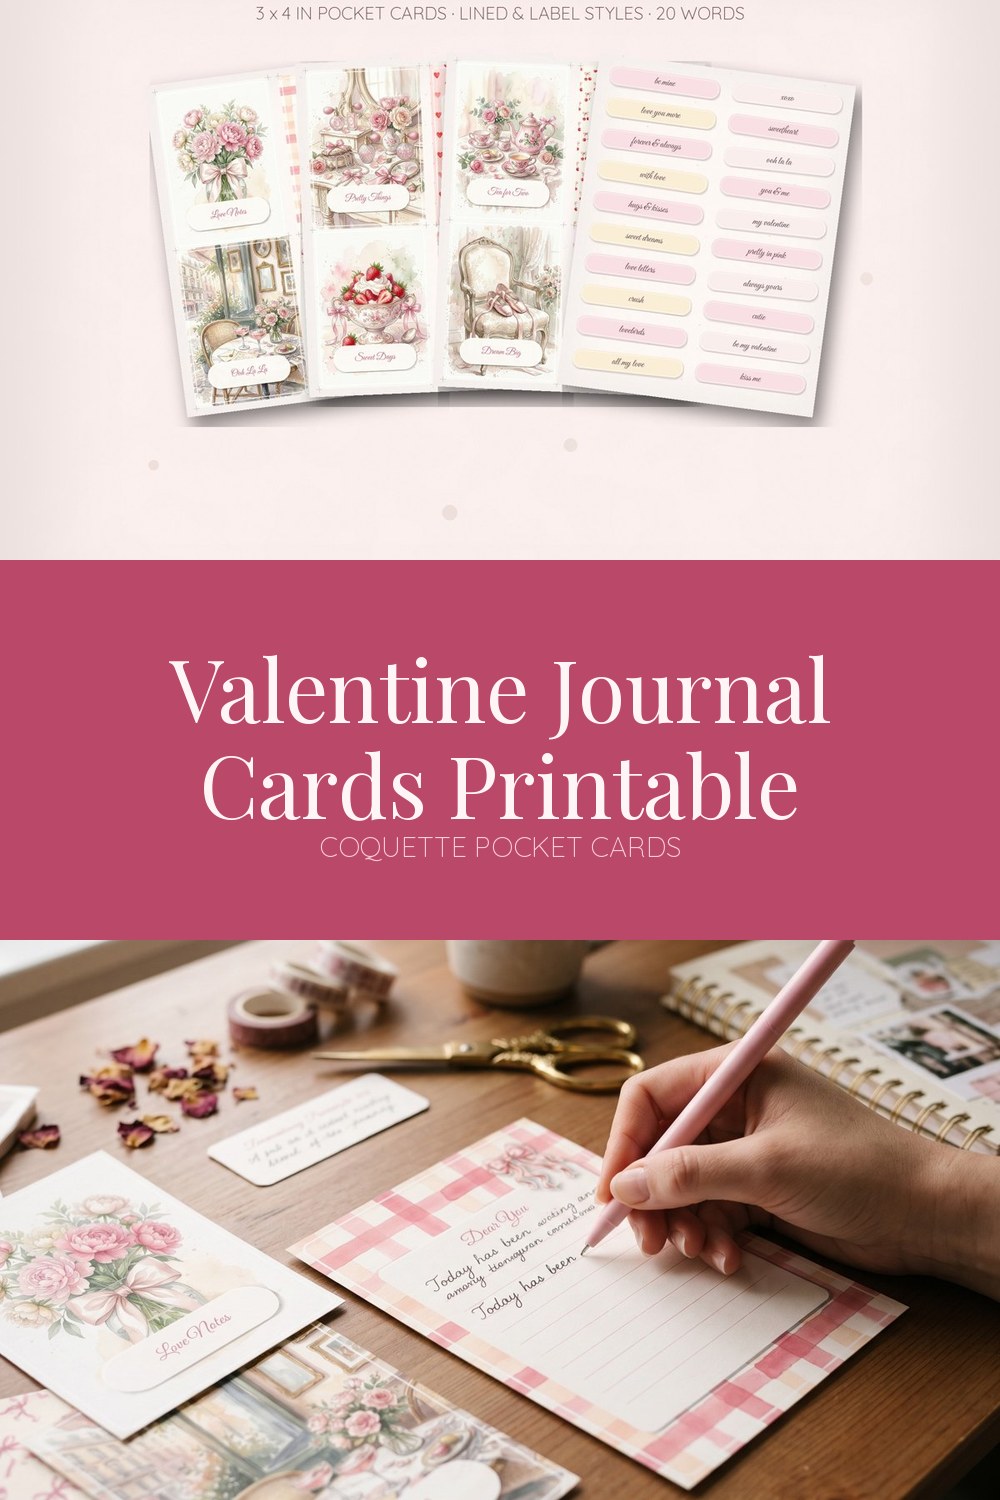 3 x 4 IN POCKET CARDS · LINED & LABEL STYLES · 20 WORDS
Love Notes
Pretty Things
Tea for Two
Ooh La La
Sweet Days
Dream Big
be mine
love you more
forever & always
with love
hugs & kisses
sweet dreams
love letters
crush
lovebirds
all my love
xoxo
sweetheart
ooh la la
you & me
my valentine
pretty in pink
always yours
cutie
be my valentine
kiss me
Valentine Journal
Cards Printable
COQUETTE POCKET CARDS
Dear You
Today has been
among
Today has been
Love Notes